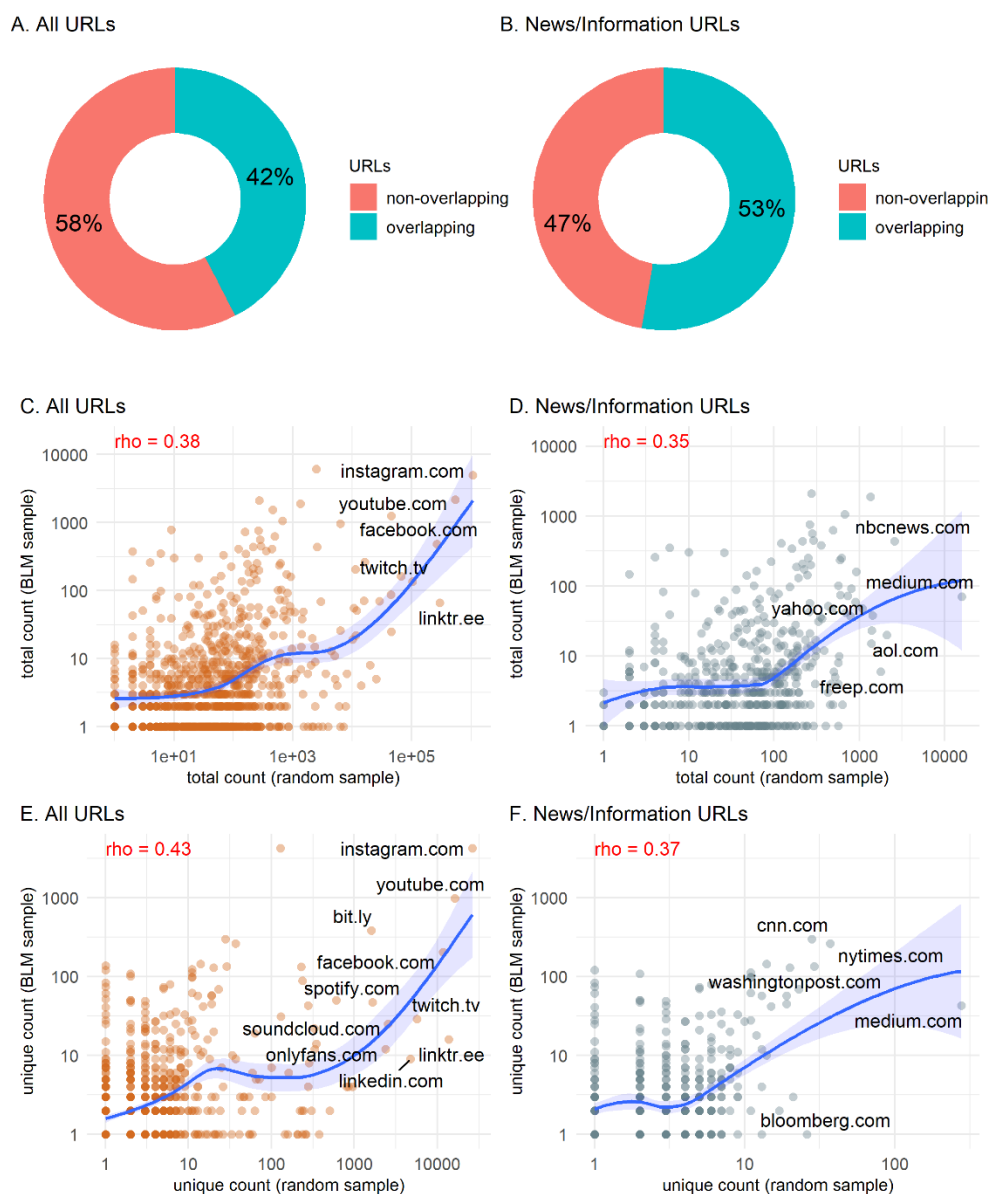 A. All URLs
B. News/Information URLs
58%
42%
URLs
non-overlapping
overlapping
47%
53%
URLs
non-overlappin
overlapping
C. All URLs
rho = 0.38
10000
1000
100
10
1
total count (BLM sample)
instagram.com
youtube.com
facebook.com
twitch.tv
linktr.ee
1e+01
1e+03
1e+05
total count (random sample)
D. News/Information URLs
rho = 0.35
10000
1000
100
10
1
total count (BLM sample)
nbcnews.com
medium.com
yahoo.com
aol.com
freep.com
1
10
100
1000
10000
total count (random sample)
E. All URLs
rho = 0.43
1000
100
10
1
unique count (BLM sample)
instagram.com
youtube.com
bit.ly
facebook.com
spotify.com
twitch.tv
soundcloud.com
onlyfans.com
linktr.ee
linkedin.com
1
10
100
1000
10000
unique count (random sample)
F. News/Information URLs
rho = 0.37
1000
100
10
1
unique count (BLM sample)
cnn.com
nytimes.com
washingtonpost.com
medium.com
bloomberg.com
1
10
100
unique count (random sample)